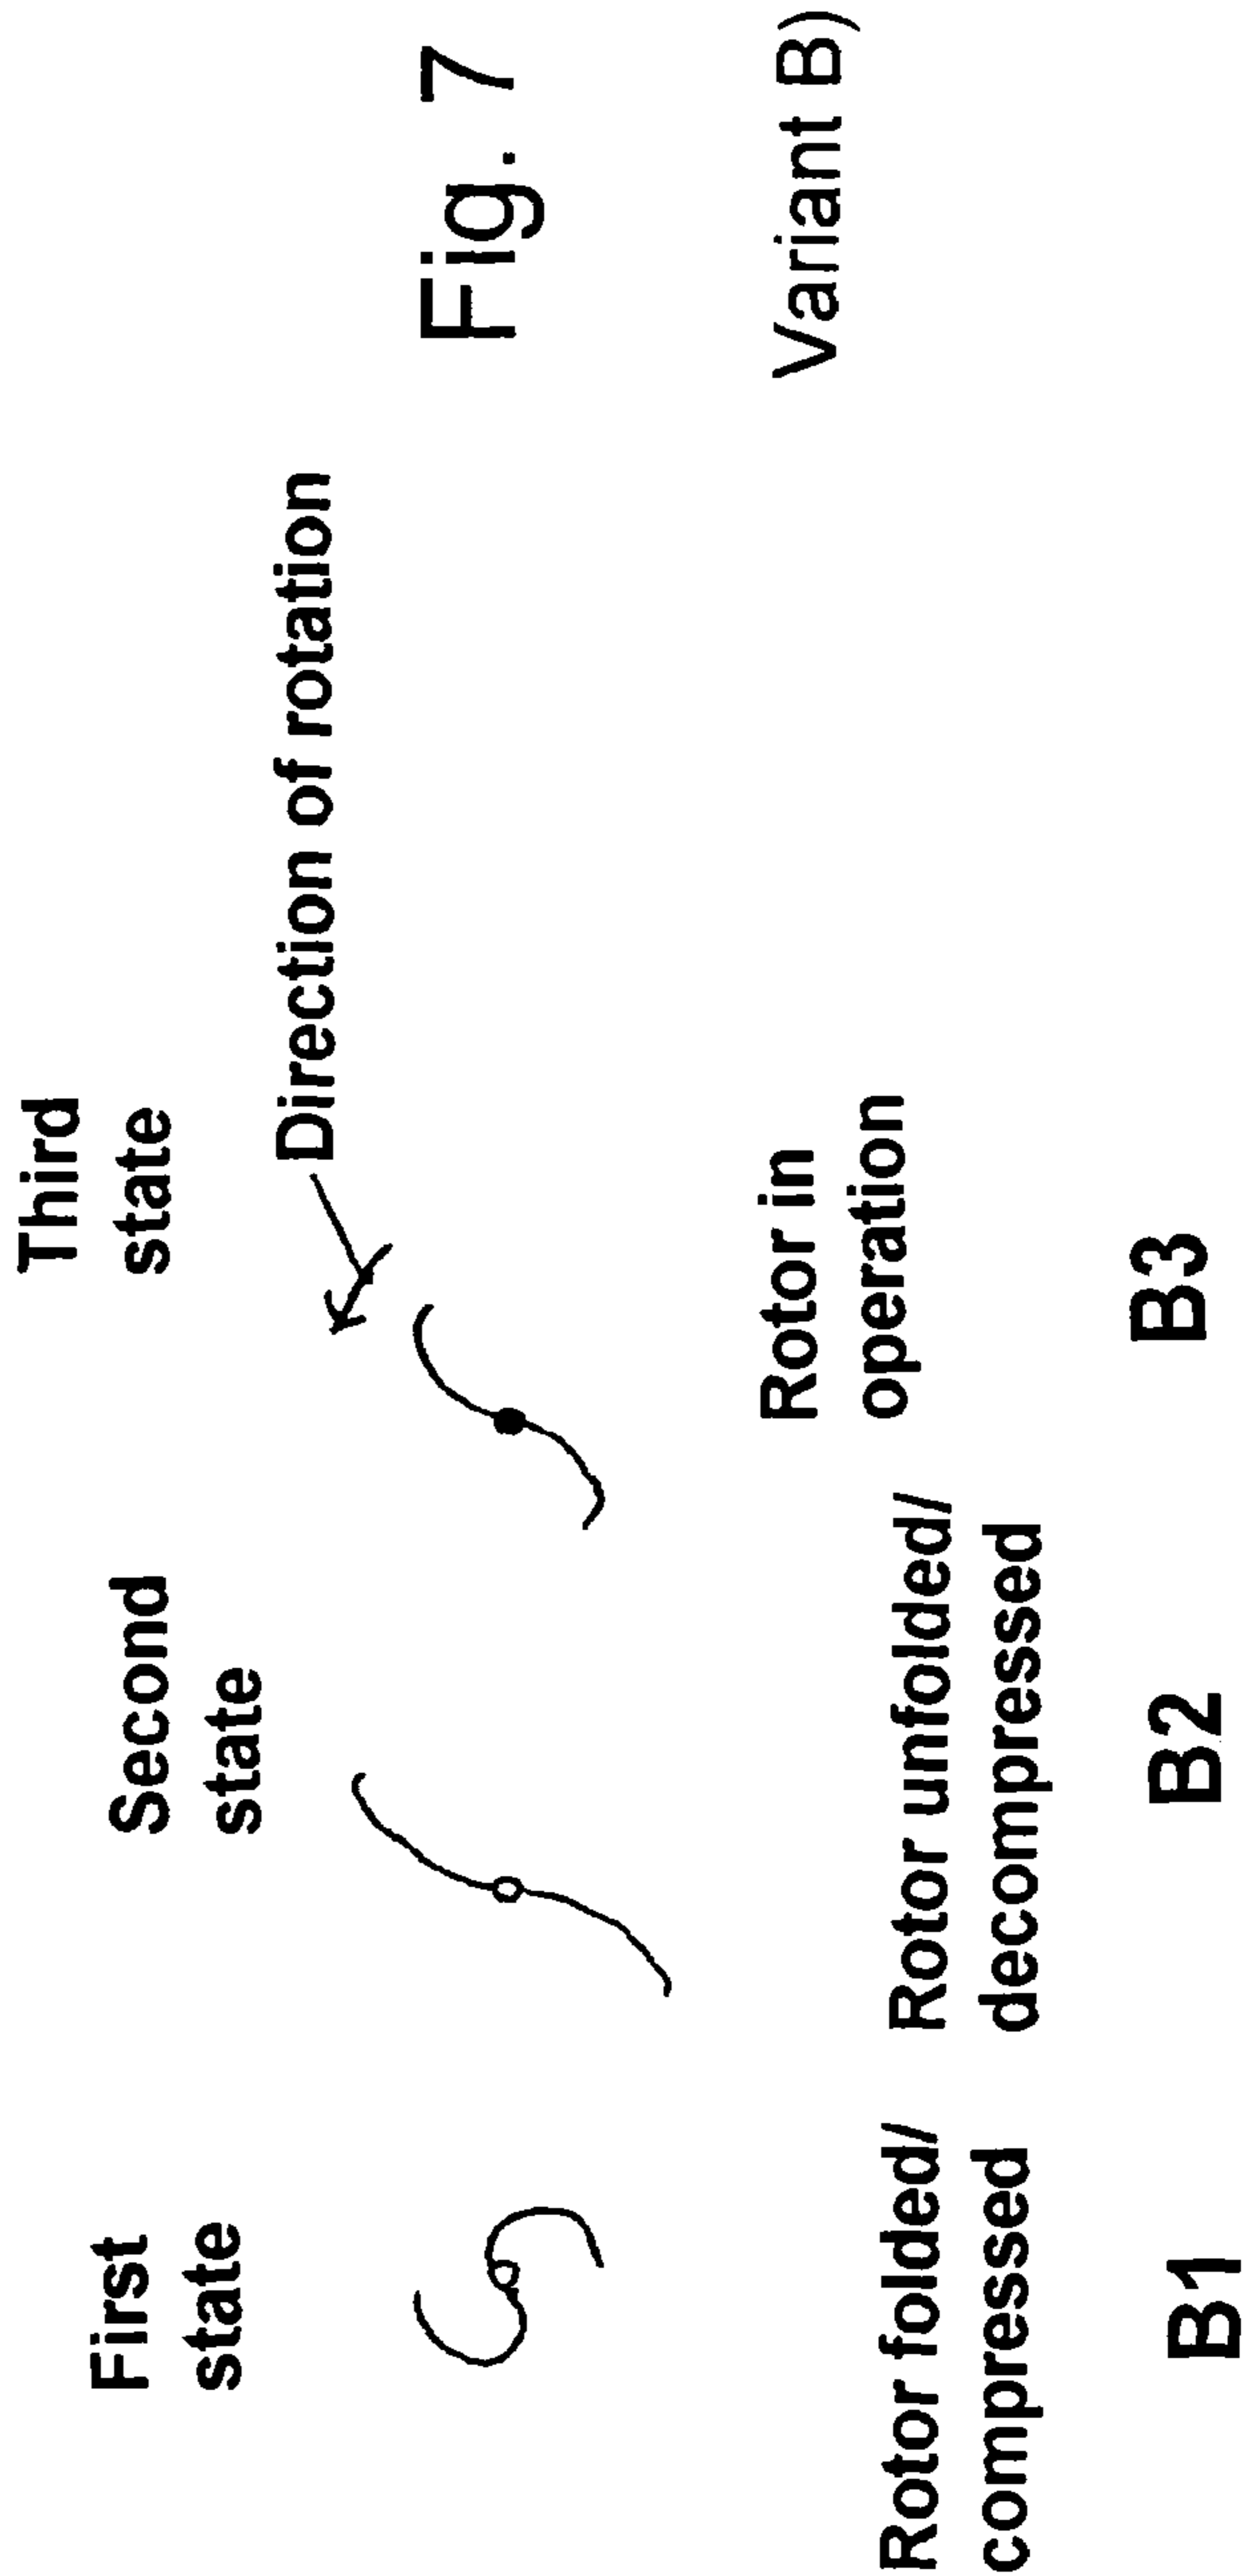 First
state
Second
state
Third
state
Direction of rotation
Fig. 7
Rotor folded/
compressed
Rotor unfolded/
decompressed
Rotor in
operation
Variant B)
B1
B2
B3